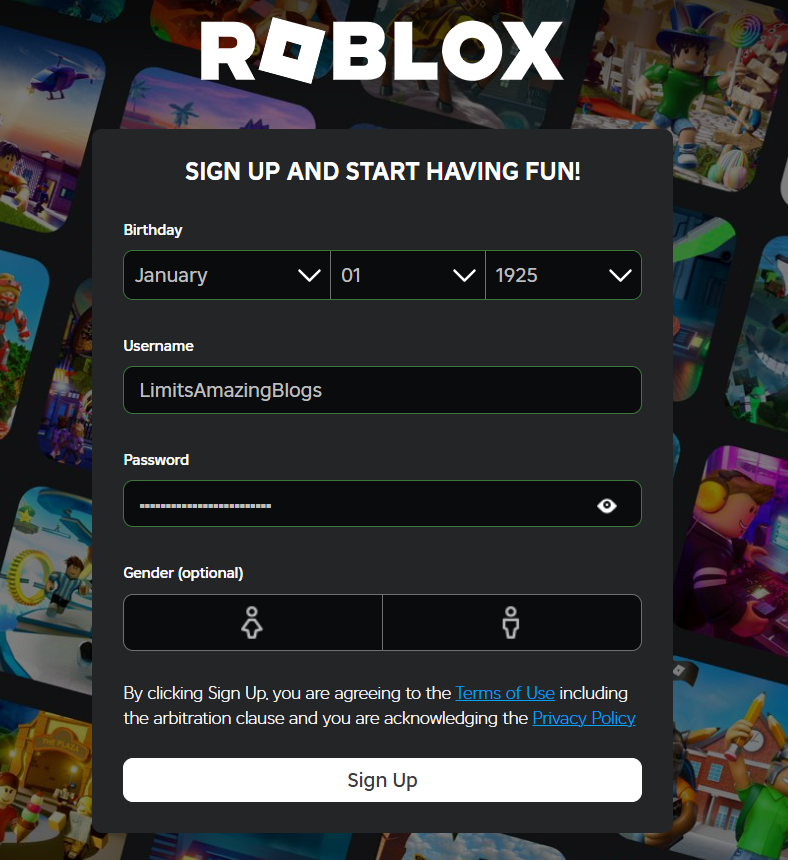 ROBLOX
SIGN UP AND START HAVING FUN!
Birthday
January 01 1925
Username
LimitsAmazingBlogs
Password
Gender (optional)
By clicking Sign Up, you are agreeing to the Terms of Use including
the arbitration clause and you are acknowledging the Privacy Policy
Sign Up
THE PLAZA